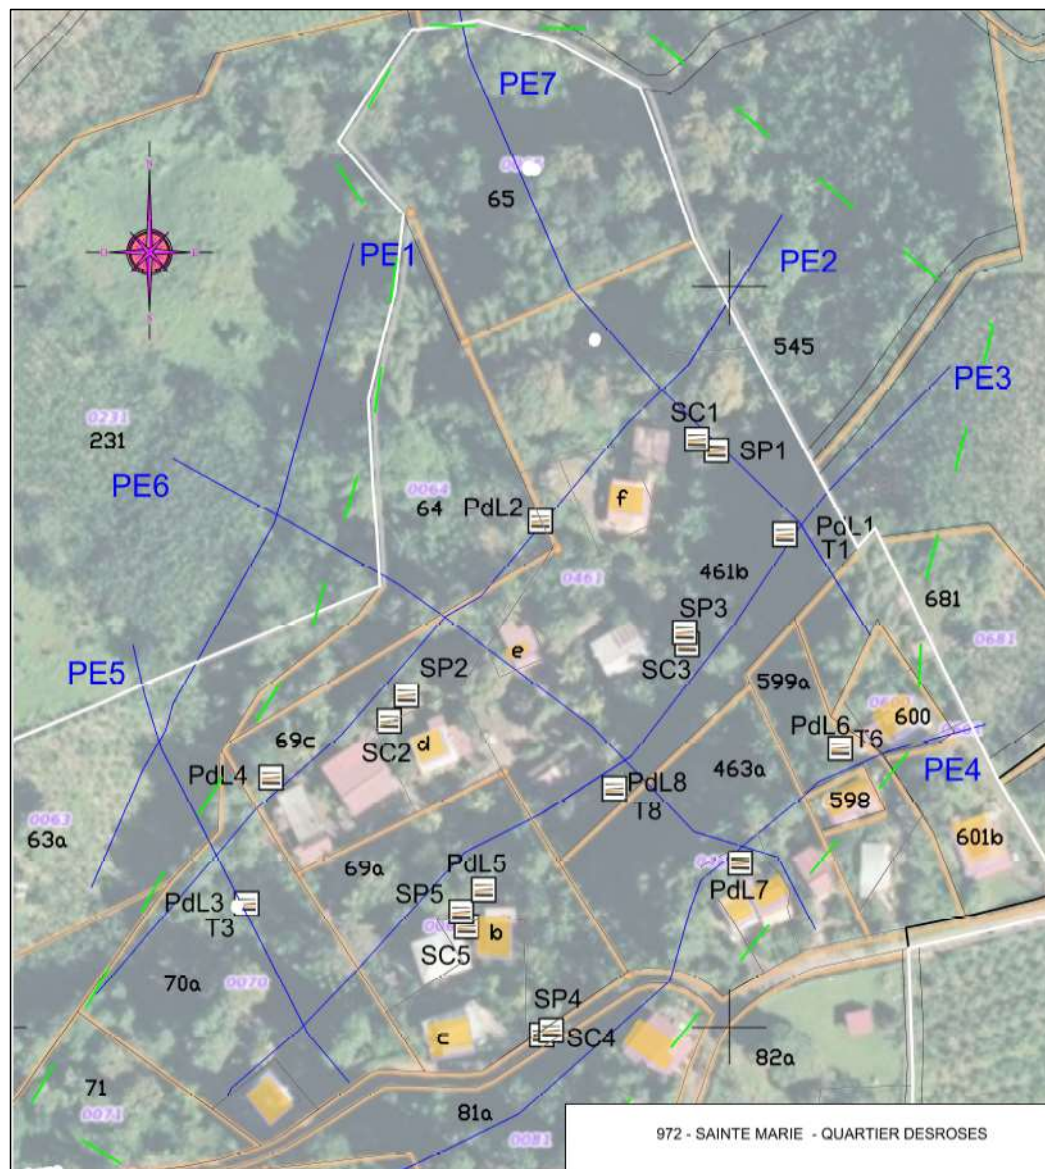 PE7
65
N
PE1
O
E
PE2
S
545
PE3
0231
231
SC1
SP1
PE6
0064
64
PdL2
f
PdL1
T1
461b
0461
681
0681
SP3
e
SC3
PE5
SP2
599a
600
69c
SC2
d
PdL6
T6
PdL4
463a
PE4
PdL8
T8
598
0063
63a
601b
69a
PdL5
SP5
PdL7
PdL3
T3
b
SC5
70a
0070
SP4
SC4
c
82a
71
0071
81a
0081
972 - SAINTE MARIE - QUARTIER DESROSES